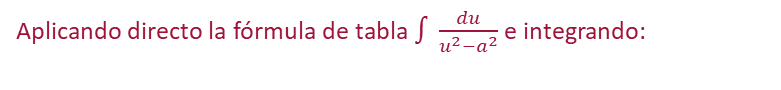 Aplicando directo la fórmula de tabla ∫ du/(u²−a²) e integrando: